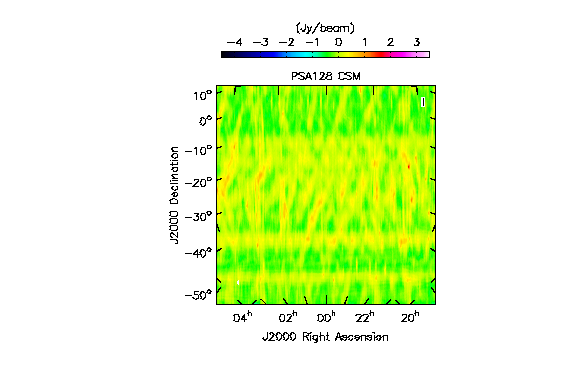 (Jy/beam)
−4 −3 −2 −1 0 1 2 3
PSA128 CSM
I
10°
0°
−10°
−20°
−30°
−40°
−50°
J2000 Declination
04ʰ 02ʰ 00ʰ 22ʰ 20ʰ
J2000 Right Ascension